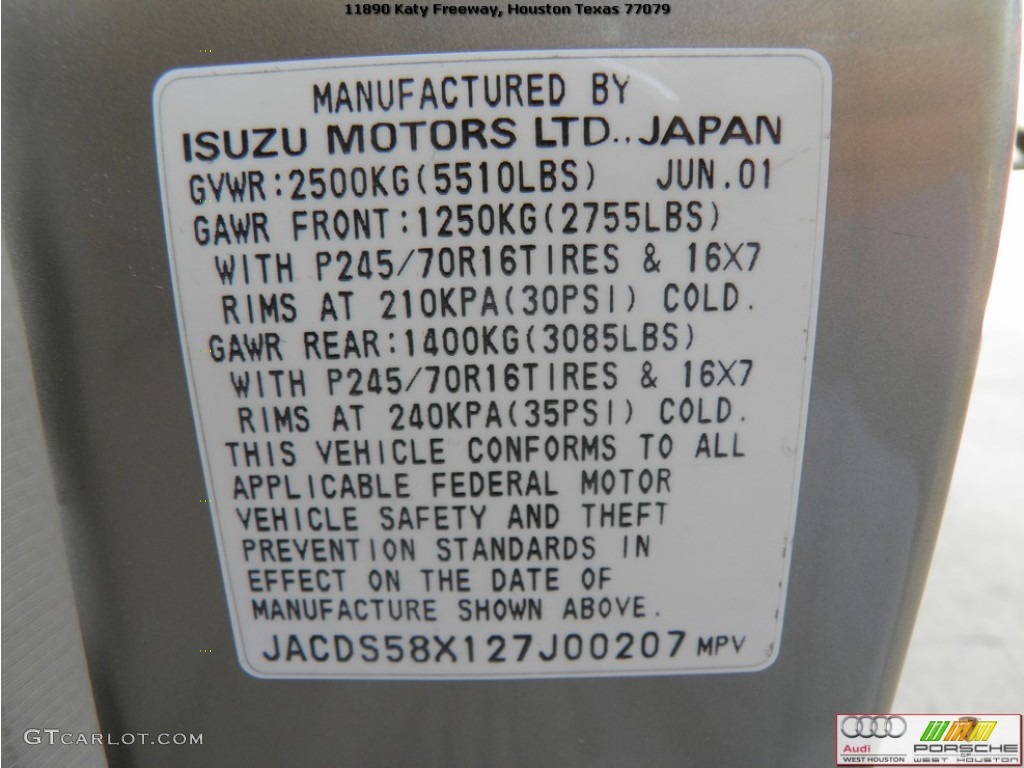 11890 Katy Freeway, Houston Texas 77079
MANUFACTURED BY
ISUZU MOTORS LTD., JAPAN
GVWR:2500KG(5510LBS) JUN.01
GAWR FRONT:1250KG(2755LBS)
WITH P245/70R16TIRES & 16X7
RIMS AT 210KPA(30PSI) COLD.
GAWR REAR:1400KG(3085LBS)
WITH P245/70R16TIRES & 16X7
RIMS AT 240KPA(35PSI) COLD.
THIS VEHICLE CONFORMS TO ALL
APPLICABLE FEDERAL MOTOR
VEHICLE SAFETY AND THEFT
PREVENTION STANDARDS IN
EFFECT ON THE DATE OF
MANUFACTURE SHOWN ABOVE.
JACDS58X127J00207 MPV
GTcarlot.com
Audi
WEST HOUSTON
PORSCHE
OF
WEST HOUSTON